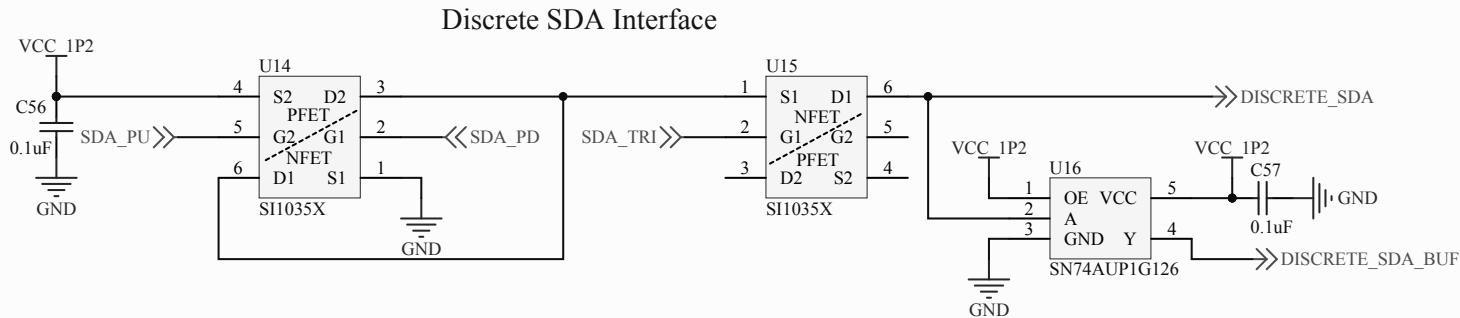 Discrete SDA Interface
VCC_1P2
C56
0.1uF
GND
SDA_PU
U14
4 S2 D2 3
PFET
5 G2 G1 2
NFET
6 D1 S1 1
SI1035X
SDA_PD
GND
SDA_TRI
U15
1 S1 D1 6
NFET
2 G1 G2 5
PFET
3 D2 S2 4
SI1035X
DISCRETE_SDA
VCC_1P2
VCC_1P2
U16
C57
1 OE VCC 5
2 A
3 GND Y 4
SN74AUP1G126
0.1uF
GND
GND
DISCRETE_SDA_BUF